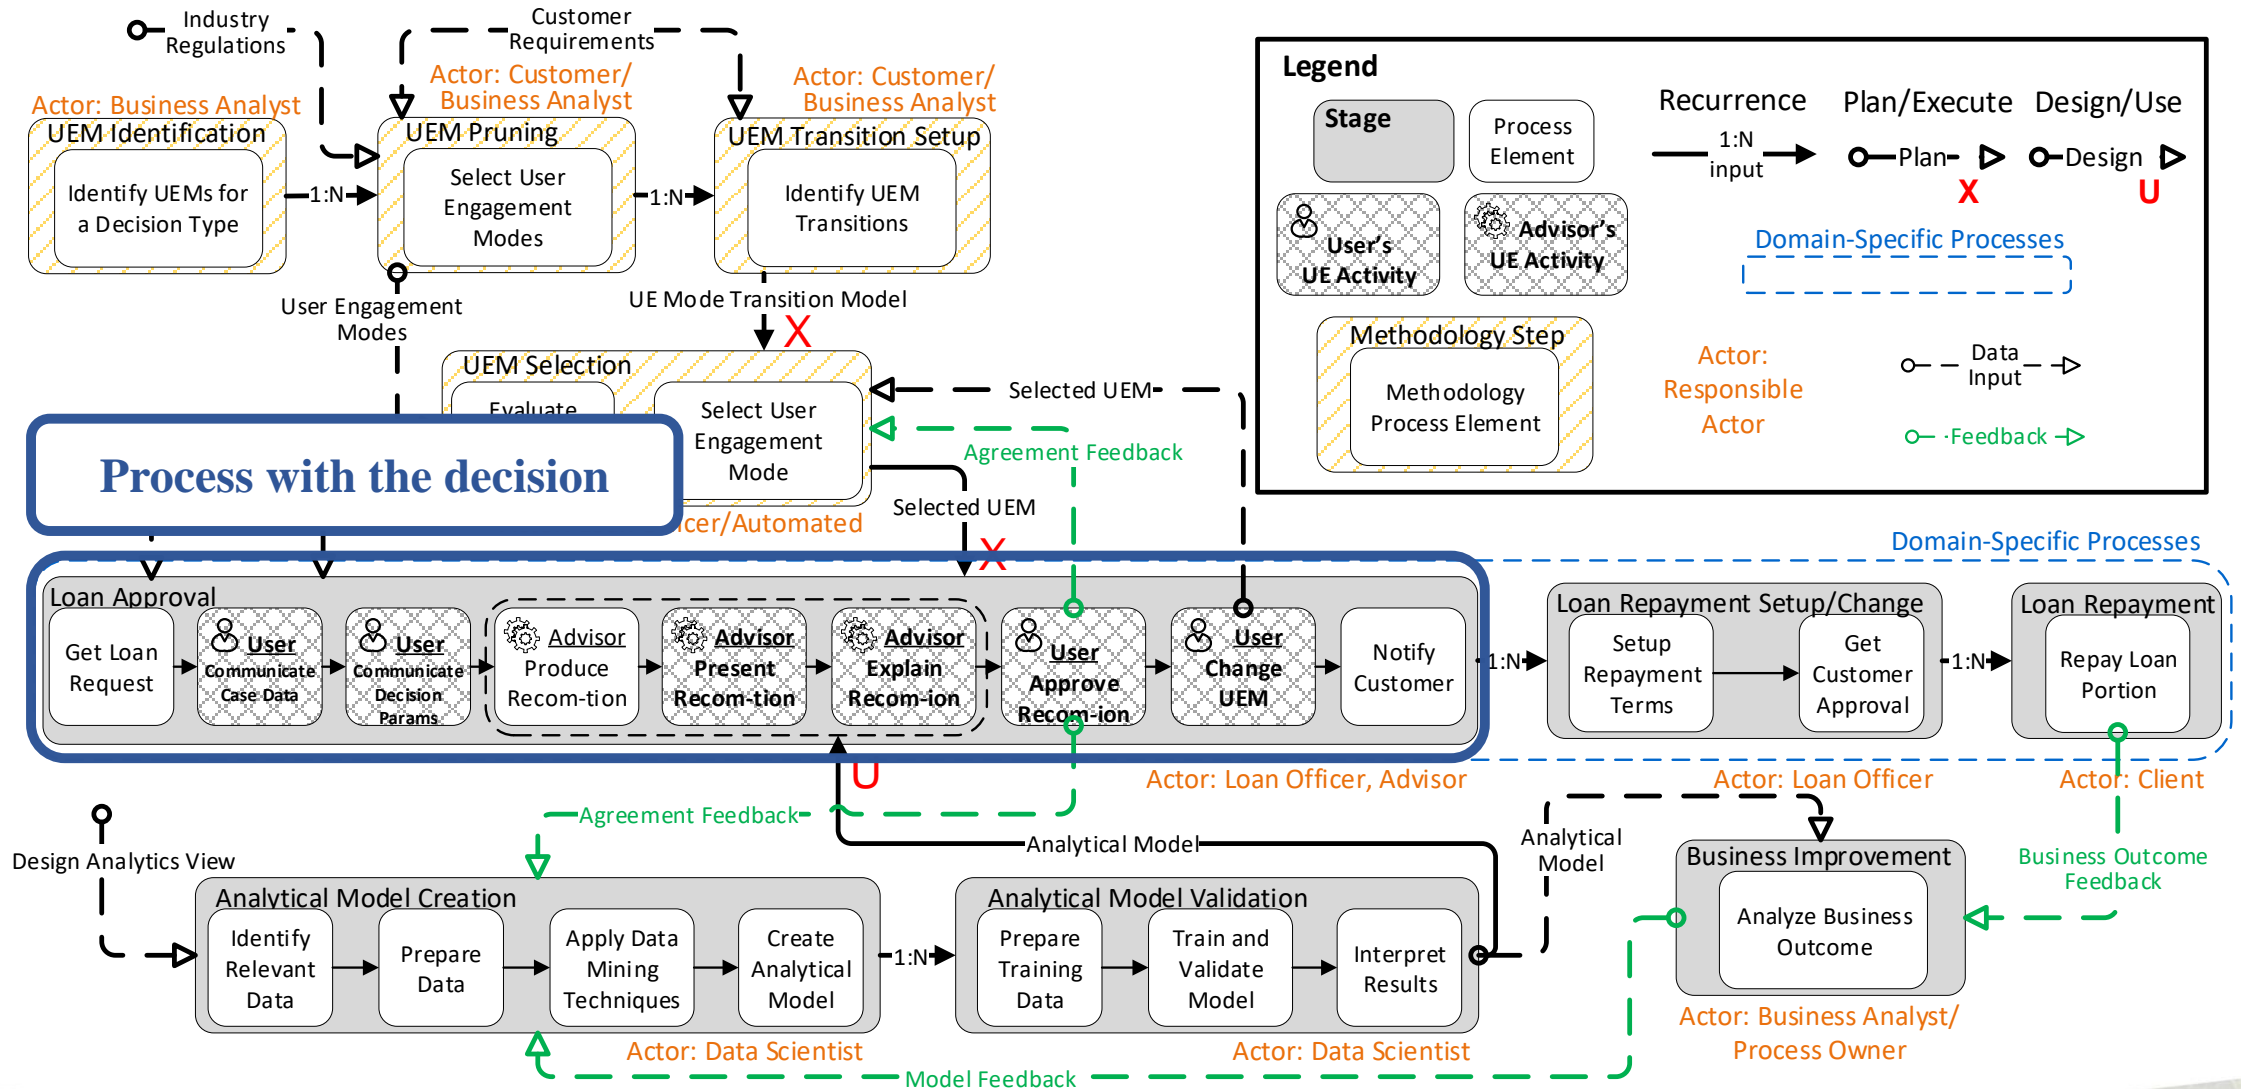 Industry
Regulations
Customer
Requirements
Actor: Business Analyst
Actor: Customer/
Business Analyst
Actor: Customer/
Business Analyst
UEM Identification
Identify UEMs for
a Decision Type
1:N
UEM Pruning
Select User
Engagement
Modes
1:N
UEM Transition Setup
Identify UEM
Transitions
User Engagement
Modes
UE Mode Transition Model
X
UEM Selection
Evaluate
Select User
Engagement
Mode
Selected UEM
Agreement Feedback
Selected UEM
X
icer/Automated
Process with the decision
Legend
Stage
Process
Element
Recurrence
1:N
input
Plan/Execute
Plan
X
Design/Use
Design
U
User's
UE Activity
Advisor's
UE Activity
Domain-Specific Processes
Methodology Step
Methodology
Process Element
Actor:
Responsible
Actor
Data
Input
Feedback
Domain-Specific Processes
Loan Approval
Get Loan
Request
User
Communicate
Case Data
User
Communicate
Decision
Params
Advisor
Produce
Recom-tion
Advisor
Present
Recom-tion
Advisor
Explain
Recom-ion
User
Approve
Recom-ion
User
Change
UEM
Notify
Customer
1:N
Loan Repayment Setup/Change
Setup
Repayment
Terms
Get
Customer
Approval
1:N
Loan Repayment
Repay Loan
Portion
U
Actor: Loan Officer, Advisor
Actor: Loan Officer
Actor: Client
Agreement Feedback
Analytical Model
Analytical
Model
Business Outcome
Feedback
Design Analytics View
Analytical Model Creation
Identify
Relevant
Data
Prepare
Data
Apply Data
Mining
Techniques
Create
Analytical
Model
1:N
Analytical Model Validation
Prepare
Training
Data
Train and
Validate
Model
Interpret
Results
Business Improvement
Analyze Business
Outcome
Actor: Data Scientist
Actor: Data Scientist
Actor: Business Analyst/
Process Owner
Model Feedback